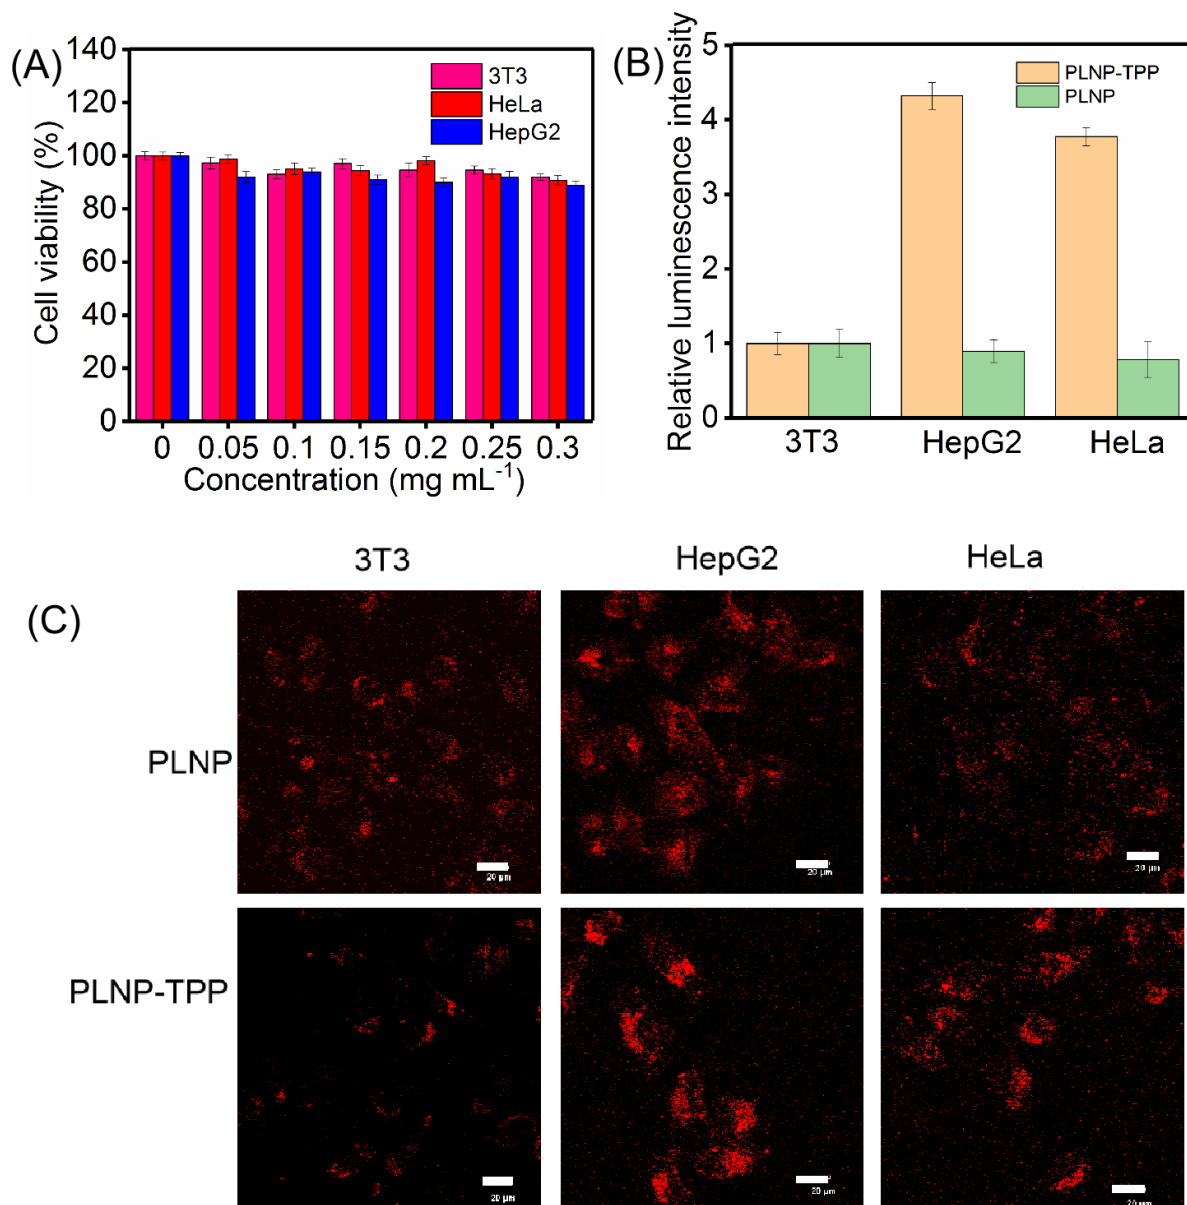 (A)
140
120
100
80
60
40
20
0
Cell viability (%)
3T3
HeLa
HepG2
0 0.05 0.1 0.15 0.2 0.25 0.3
Concentration (mg mL⁻¹)
(B)
5
4
3
2
1
0
Relative luminescence intensity
PLNP-TPP
PLNP
3T3 HepG2 HeLa
(C)
3T3 HepG2 HeLa
PLNP
20 μm
20 μm
20 μm
PLNP-TPP
20 μm
20 μm
20 μm